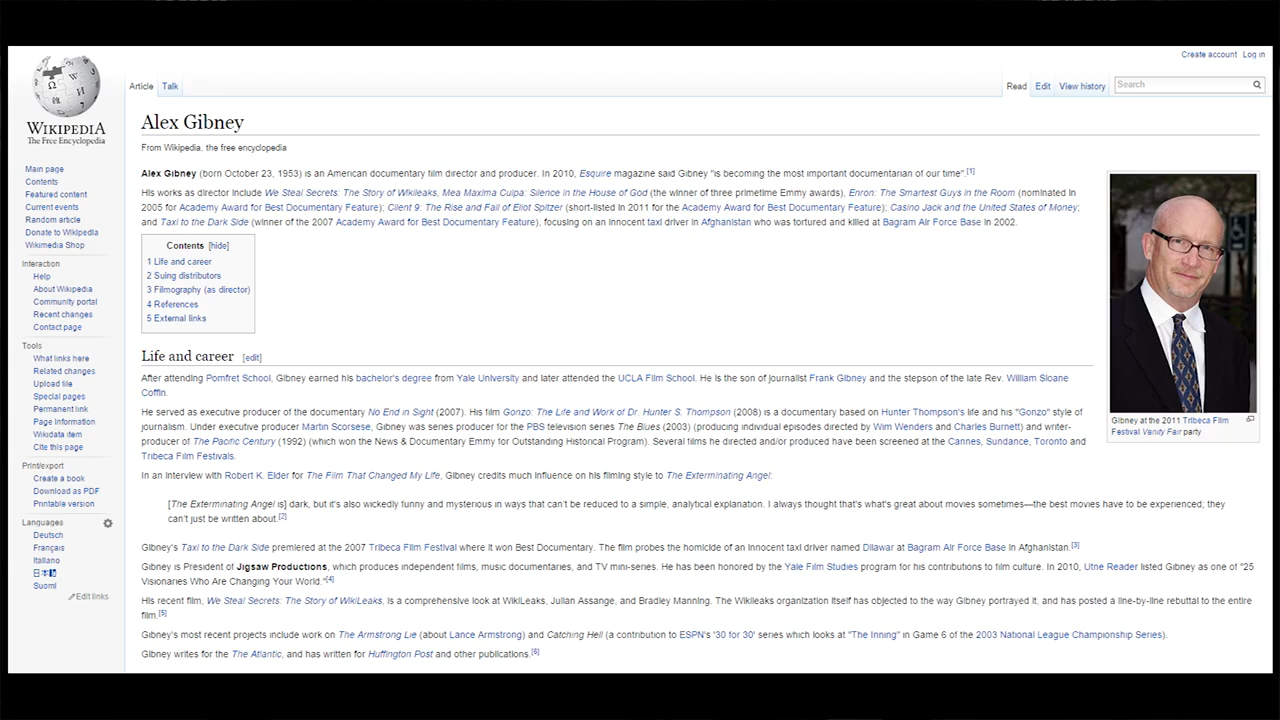 Create account Log in
Article Talk
Read Edit View history Search
WIKIPEDIA
The Free Encyclopedia
Main page
Contents
Featured content
Current events
Random article
Donate to Wikipedia
Wikimedia Shop
Interaction
Help
About Wikipedia
Community portal
Recent changes
Contact page
Tools
What links here
Related changes
Upload file
Special pages
Permanent link
Page information
Wikidata item
Cite this page
Print/export
Create a book
Download as PDF
Printable version
Languages
Deutsch
Français
Italiano
Suomi
Edit links
Alex Gibney
From Wikipedia, the free encyclopedia
Alex Gibney (born October 23, 1953) is an American documentary film director and producer. In 2010, Esquire magazine said Gibney "is becoming the most important documentarian of our time".[1]
His works as director include We Steal Secrets: The Story of Wikileaks, Mea Maxima Culpa: Silence in the House of God (the winner of three primetime Emmy awards). Enron: The Smartest Guys in the Room (nominated in
2005 for Academy Award for Best Documentary Feature); Client 9: The Rise and Fall of Eliot Spitzer (short-listed in 2011 for the Academy Award for Best Documentary Feature); Casino Jack and the United States of Money;
and Taxi to the Dark Side (winner of the 2007 Academy Award for Best Documentary Feature), focusing on an innocent taxi driver in Afghanistan who was tortured and killed at Bagram Air Force Base in 2002.
Contents [hide]
1 Life and career
2 Suing distributors
3 Filmography (as director)
4 References
5 External links
Gibney at the 2011 Tribeca Film
Festival Vanity Fair party
Life and career [edit]
After attending Pomfret School, Gibney earned his bachelor's degree from Yale University and later attended the UCLA Film School. He is the son of journalist Frank Gibney and the stepson of the late Rev. William Sloane
Coffin.
He served as executive producer of the documentary No End in Sight (2007). His film Gonzo: The Life and Work of Dr. Hunter S. Thompson (2008) is a documentary based on Hunter Thompson's life and his "Gonzo" style of
journalism. Under executive producer Martin Scorsese, Gibney was series producer for the PBS television series The Blues (2003) (producing individual episodes directed by Wim Wenders and Charles Burnett) and writer-
producer of The Pacific Century (1992) (which won the News & Documentary Emmy for Outstanding Historical Program). Several films he directed and/or produced have been screened at the Cannes, Sundance, Toronto and
Tribeca Film Festivals.
In an interview with Robert K. Elder for The Film That Changed My Life, Gibney credits much influence on his filming style to The Exterminating Angel:
[The Exterminating Angel is] dark, but it's also wickedly funny and mysterious in ways that can't be reduced to a simple, analytical explanation. I always thought that's what's great about movies sometimes—the best movies have to be experienced; they
can't just be written about.[2]
Gibney's Taxi to the Dark Side premiered at the 2007 Tribeca Film Festival where it won Best Documentary. The film probes the homicide of an innocent taxi driver named Dilawar at Bagram Air Force Base in Afghanistan.[3]
Gibney is President of Jigsaw Productions, which produces independent films, music documentaries, and TV mini-series. He has been honored by the Yale Film Studies program for his contributions to film culture. In 2010, Utne Reader listed Gibney as one of "25
Visionaries Who Are Changing Your World."[4]
His recent film, We Steal Secrets: The Story of WikiLeaks, is a comprehensive look at WikiLeaks, Julian Assange, and Bradley Manning. The Wikileaks organization itself has objected to the way Gibney portrayed it, and has posted a line-by-line rebuttal to the entire
film.[5]
Gibney's most recent projects include work on The Armstrong Lie (about Lance Armstrong) and Catching Hell (a contribution to ESPN's '30 for 30' series which looks at "The Inning" in Game 6 of the 2003 National League Championship Series).
Gibney writes for the The Atlantic, and has written for Huffington Post and other publications.[6]